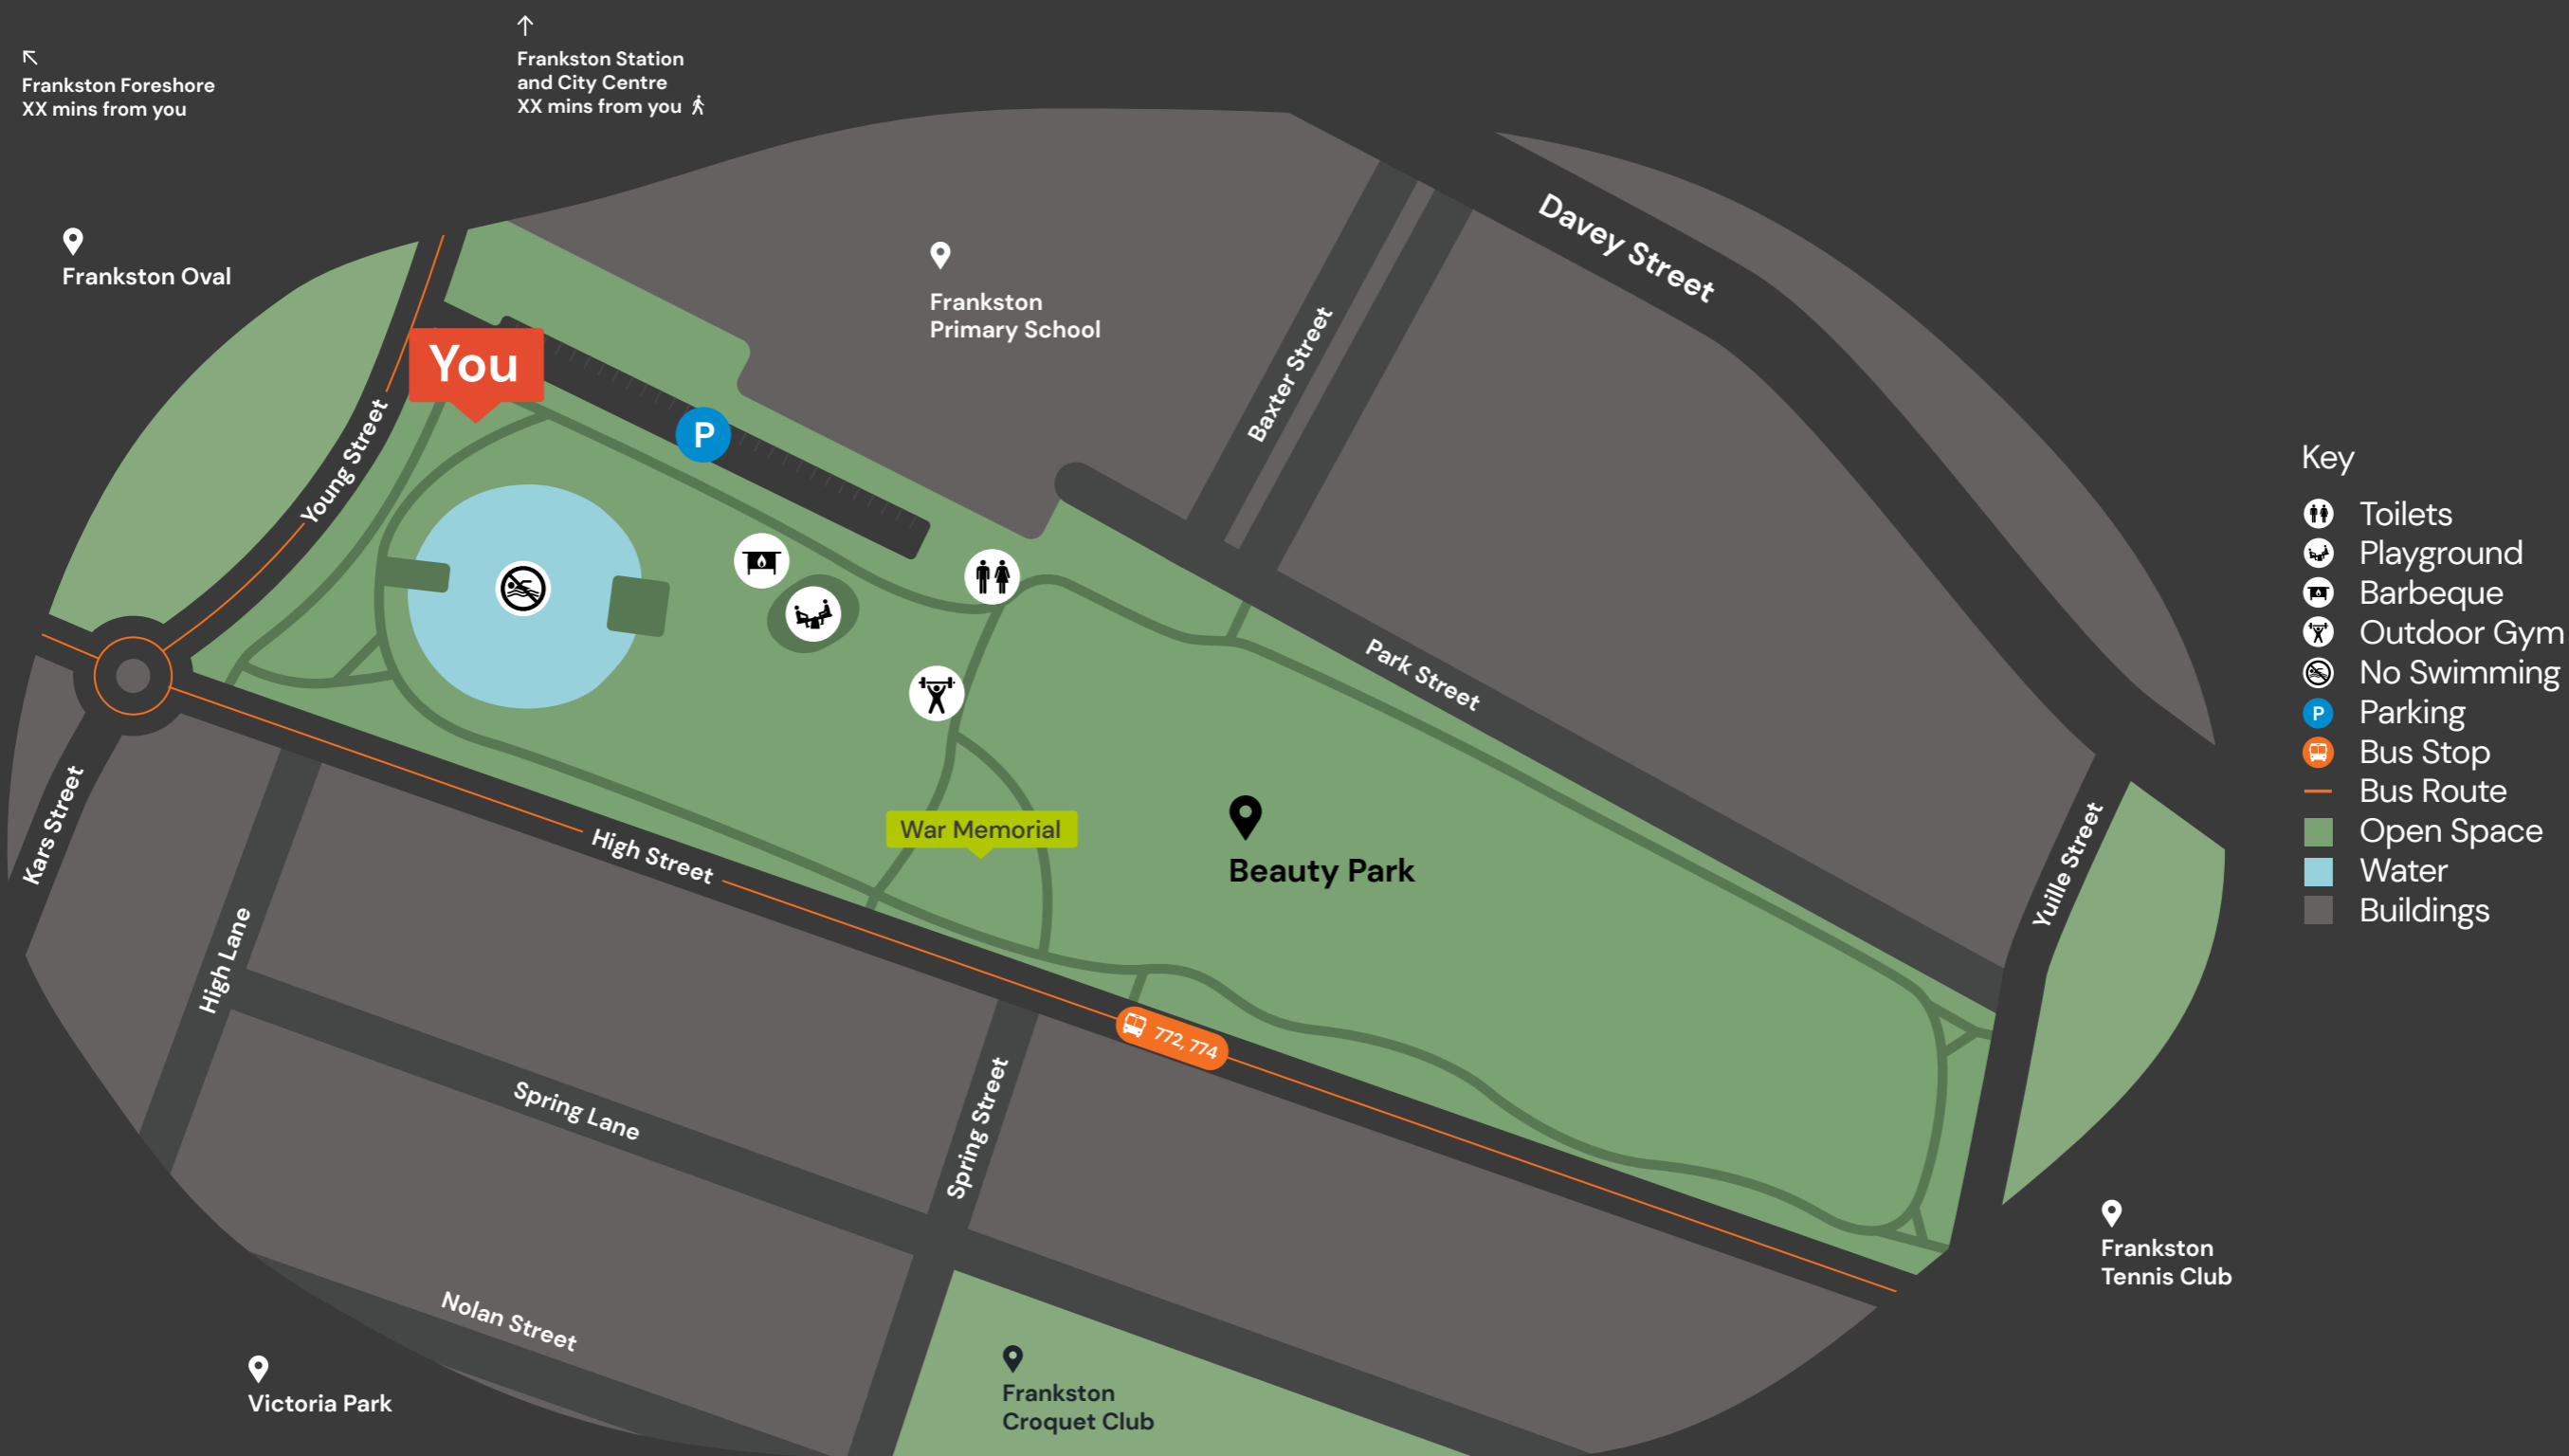 Frankston Foreshore
XX mins from you
Frankston Station
and City Centre
XX mins from you
Frankston Oval
Frankston
Primary School
Davey Street
Baxter Street
You
P
Young Street
Park Street
Kars Street
High Street
War Memorial
Beauty Park
Yuille Street
High Lane
772, 774
Spring Lane
Spring Street
Nolan Street
Victoria Park
Frankston
Croquet Club
Frankston
Tennis Club
Key
Toilets
Playground
Barbeque
Outdoor Gym
No Swimming
P Parking
Bus Stop
Bus Route
Open Space
Water
Buildings